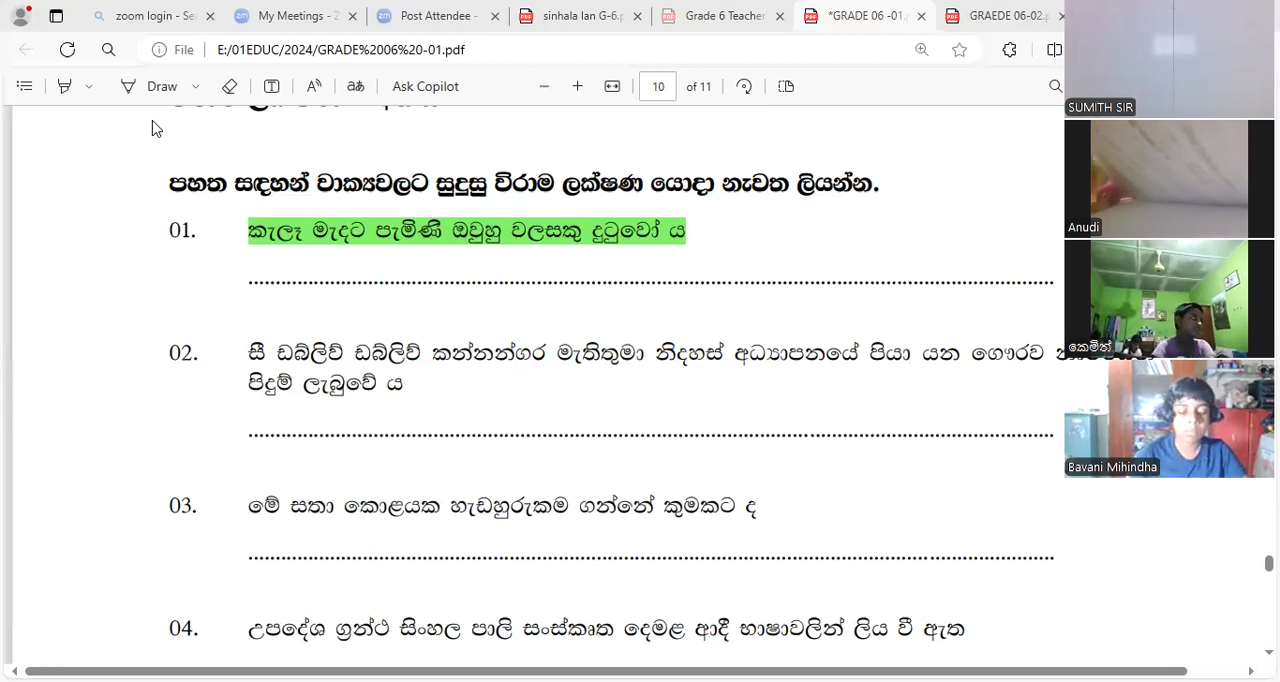 zoom login - Se
My Meetings - Z
Post Attendee -
sinhala lan G-6.p
Grade 6 Teacher
*GRADE 06 -01.p
GRAEDE 06-02.p
File E:/01EDUC/2024/GRADE%2006%20-01.pdf
Draw Ask Copilot 10 of 11
SUMITH SIR
පහත සඳහන් වාක්‍යවලට සුදුසු විරාම ලක්ෂණ යොදා නැවත ලියන්න.
Anudi
01. කැලෑ මැදට පැමිණි ඔවුහු වලසකු දුටුවෝ ය
කෙමිත්
02. සී ඩබ්ලිව් ඩබ්ලිව් කන්නන්ගර මැතිතුමා නිදහස් අධ්‍යාපනයේ පියා යන ගෞරව
පිදුම් ලැබුවේ ය
Bavani Mihindha
03. මේ සතා කොළයක හැඩහුරුකම ගන්නේ කුමකට ද
04. උපදේශ ග්‍රන්ථ සිංහල පාලි සංස්කෘත දෙමළ ආදී භාෂාවලින් ලිය වී ඇත